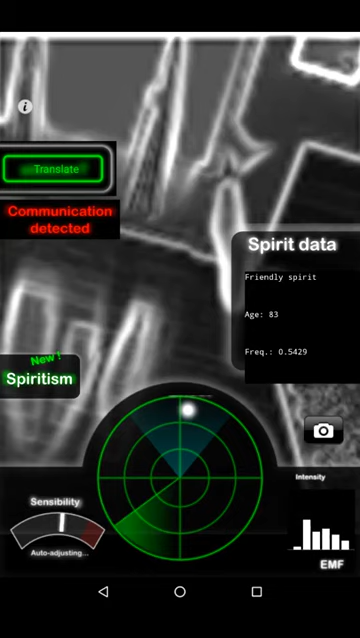 i
Translate
Communication
detected
Spirit data
Friendly spirit
Age: 83
Freq.: 0.5429
New !
Spiritism
Sensibility
Auto-adjusting...
Intensity
EMF